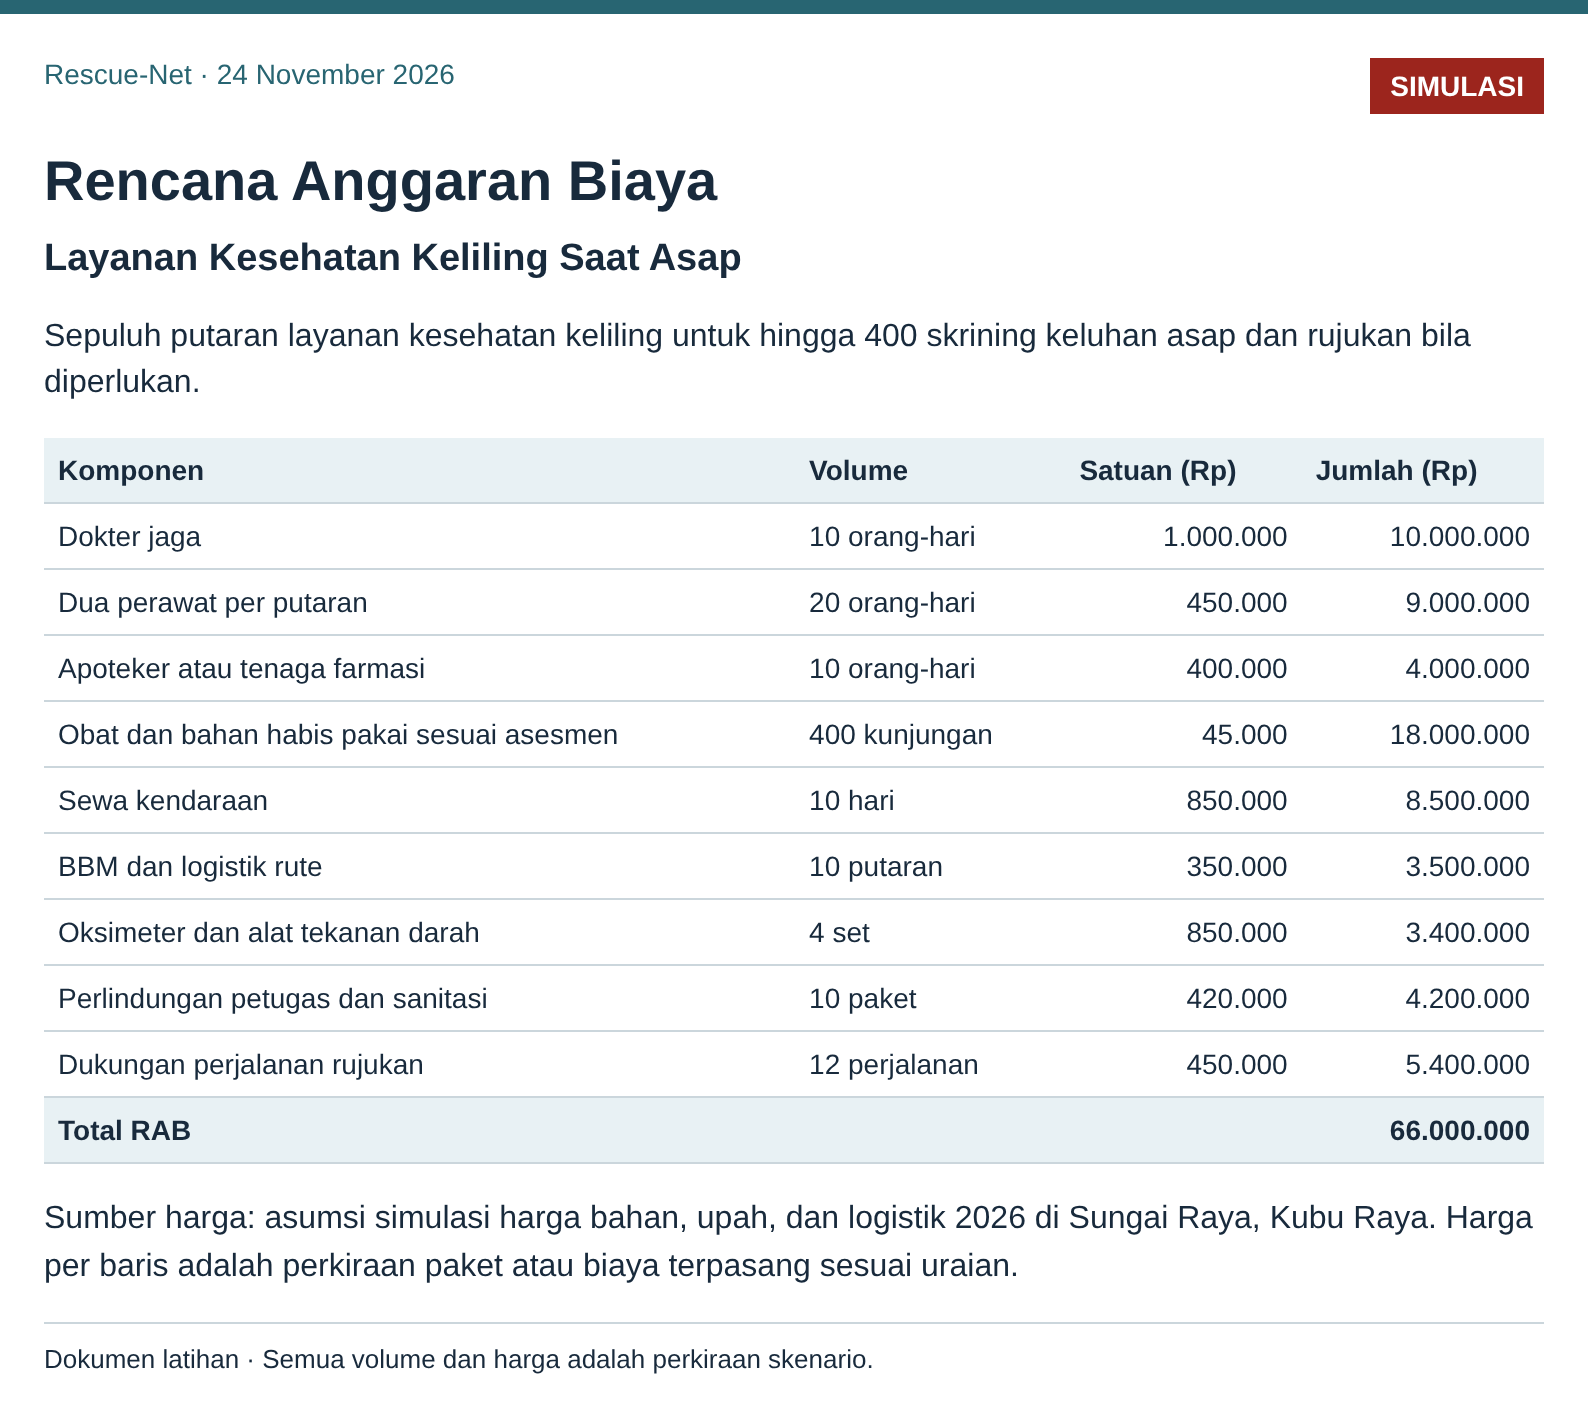 Rescue-Net · 24 November 2026
SIMULASI
Rencana Anggaran Biaya
Layanan Kesehatan Keliling Saat Asap
Sepuluh putaran layanan kesehatan keliling untuk hingga 400 skrining keluhan asap dan rujukan bila
diperlukan.
Komponen Volume Satuan (Rp) Jumlah (Rp)
Dokter jaga 10 orang-hari 1.000.000 10.000.000
Dua perawat per putaran 20 orang-hari 450.000 9.000.000
Apoteker atau tenaga farmasi 10 orang-hari 400.000 4.000.000
Obat dan bahan habis pakai sesuai asesmen 400 kunjungan 45.000 18.000.000
Sewa kendaraan 10 hari 850.000 8.500.000
BBM dan logistik rute 10 putaran 350.000 3.500.000
Oksimeter dan alat tekanan darah 4 set 850.000 3.400.000
Perlindungan petugas dan sanitasi 10 paket 420.000 4.200.000
Dukungan perjalanan rujukan 12 perjalanan 450.000 5.400.000
Total RAB 66.000.000
Sumber harga: asumsi simulasi harga bahan, upah, dan logistik 2026 di Sungai Raya, Kubu Raya. Harga
per baris adalah perkiraan paket atau biaya terpasang sesuai uraian.
Dokumen latihan · Semua volume dan harga adalah perkiraan skenario.